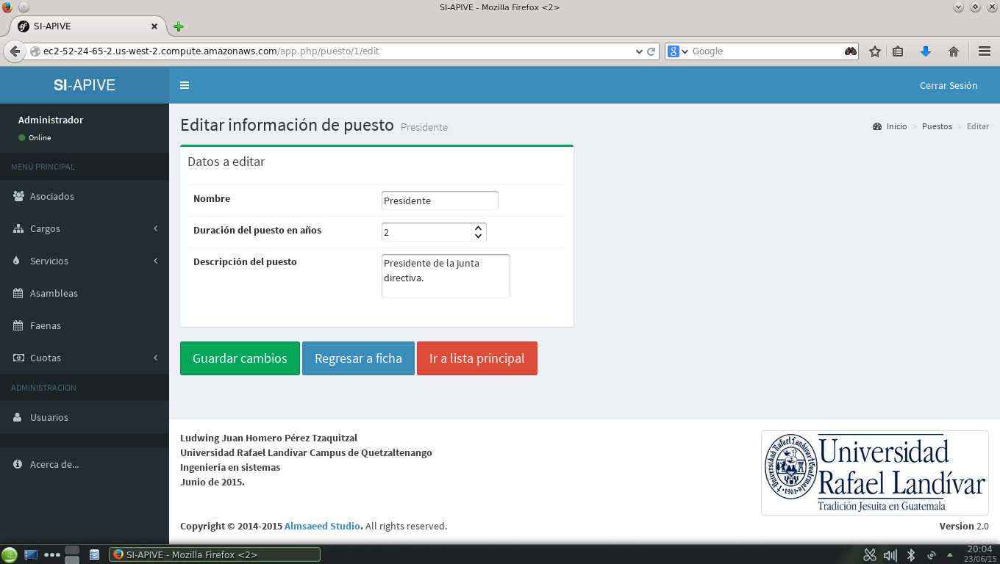 SI-APIVE - Mozilla Firefox <2>
SI-APIVE
ec2-52-24-65-2.us-west-2.compute.amazonaws.com/app.php/puesto/1/edit
Google
SI-APIVE
Cerrar Sesión
Administrador
Online
MENÚ PRINCIPAL
Asociados
Cargos
Servicios
Asambleas
Faenas
Cuotas
ADMINISTRACIÓN
Usuarios
Acerca de...
Editar información de puesto Presidente
Inicio > Puestos > Editar
Datos a editar
Nombre
Presidente
Duración del puesto en años
2
Descripción del puesto
Presidente de la junta
directiva.
Guardar cambios
Regresar a ficha
Ir a lista principal
Ludwing Juan Homero Pérez Tzaquitzal
Universidad Rafael Landívar Campus de Quetzaltenango
Ingeniería en sistemas
Junio de 2015.
Universidad
Rafael Landívar
Tradición Jesuita en Guatemala
Copyright © 2014-2015 Almsaeed Studio. All rights reserved.
Version 2.0
SI-APIVE - Mozilla Firefox <2>
20:04
23/06/15